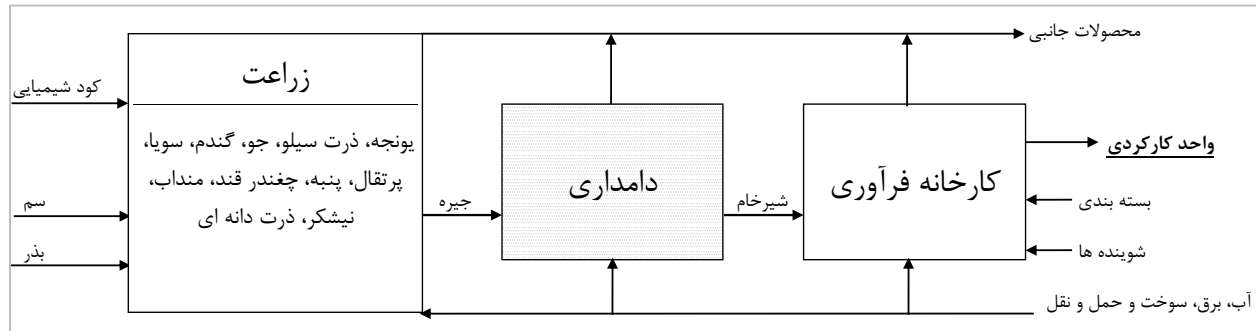 محصولات جانبی
زراعت
کود شیمیایی
یونجه، ذرت سیلو، جو، گندم، سویا،
پرتقال، پنبه، چغندر قند، منداب،
نیشکر، ذرت دانه ای
سم
بذر
جیره
دامداری
شیرخام
کارخانه فرآوری
واحد کارکردی
بسته بندی
شوینده ها
آب، برق، سوخت و حمل و نقل